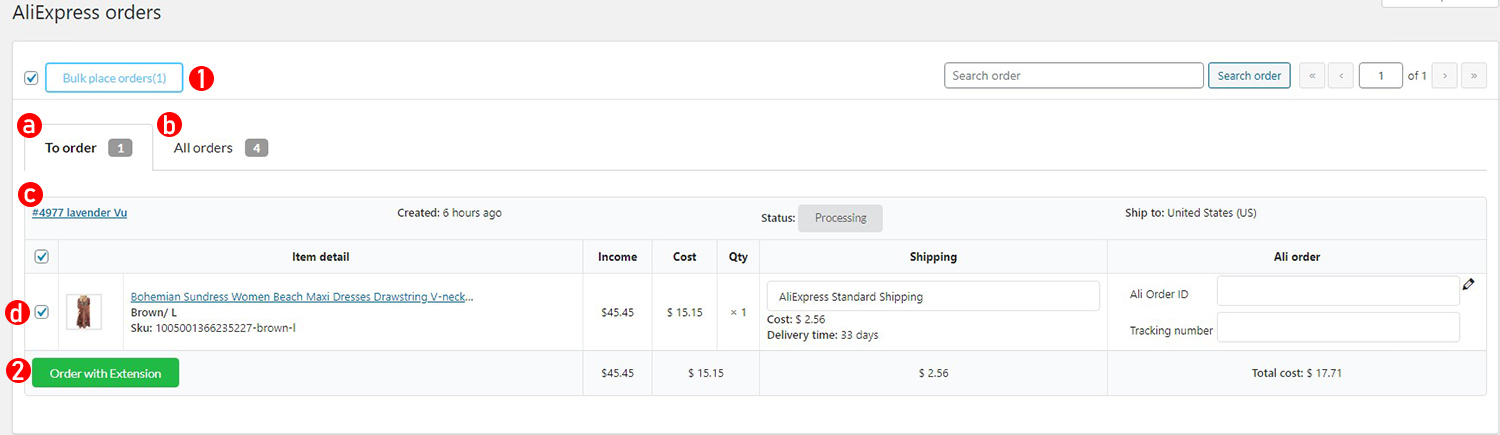 AliExpress orders
Bulk place orders(1) 1
Search order Search order « ‹ 1 of 1 › »
a b
To order 1 All orders 4
c
#4977 lavender Vu Created: 6 hours ago Status: Processing Ship to: United States (US)
Item detail Income Cost Qty Shipping Ali order
Bohemian Sundress Women Beach Maxi Dresses Drawstring V-neck...
Brown/ L
Sku: 1005001366235227-brown-l
d
$45.45 $ 15.15 × 1
AliExpress Standard Shipping
Cost: $ 2.56
Delivery time: 33 days
Ali Order ID
Tracking number
2 Order with Extension $45.45 $ 15.15 $ 2.56 Total cost: $ 17.71